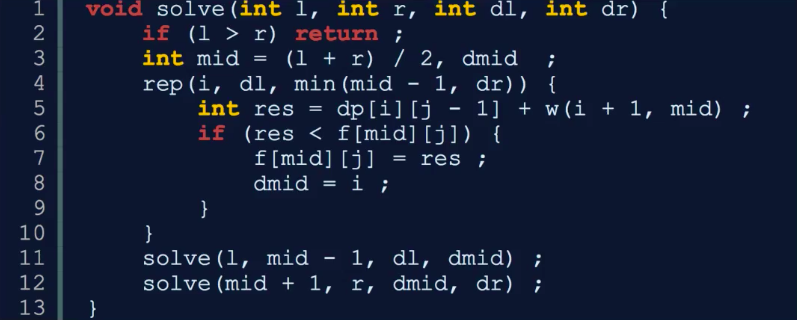 1 void solve(int l, int r, int dl, int dr) {
2     if (l > r) return ;
3     int mid = (l + r) / 2, dmid  ;
4     rep(i, dl, min(mid - 1, dr)) {
5         int res = dp[i][j - 1] + w(i + 1, mid) ;
6         if (res < f[mid][j]) {
7             f[mid][j] = res ;
8             dmid = i ;
9         }
10     }
11     solve(l, mid - 1, dl, dmid) ;
12     solve(mid + 1, r, dmid, dr) ;
13 }